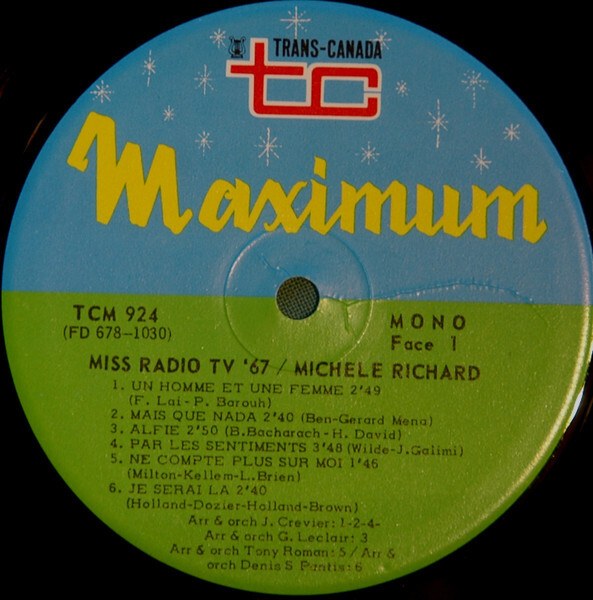 TRANS-CANADA
tc
Maximum
TCM 924
(FD 678-1030)
MONO
Face 1
MISS RADIO TV '67 / MICHELE RICHARD
1. UN HOMME ET UNE FEMME 2'49
(F. Lai-P. Barouh)
2. MAIS QUE NADA 2'40 (Ben-Gerard Mena)
3. ALFIE 2'50 (B.Bacharach-H. David)
4. PAR LES SENTIMENTS 3'48 (Wilde-J.Galimi)
5. NE COMPTE PLUS SUR MOI 1'46
(Milton-Kellem-L.Brien)
6. JE SERAI LA 2'40
(Holland-Dozier-Halland-Brown)
Arr & orch J. Crevier: 1-2-4-
Arr & orch G. Leclair: 3
Arr & orch Tony Roman: 5 / Arr &
orch Denis S Pantis: 6